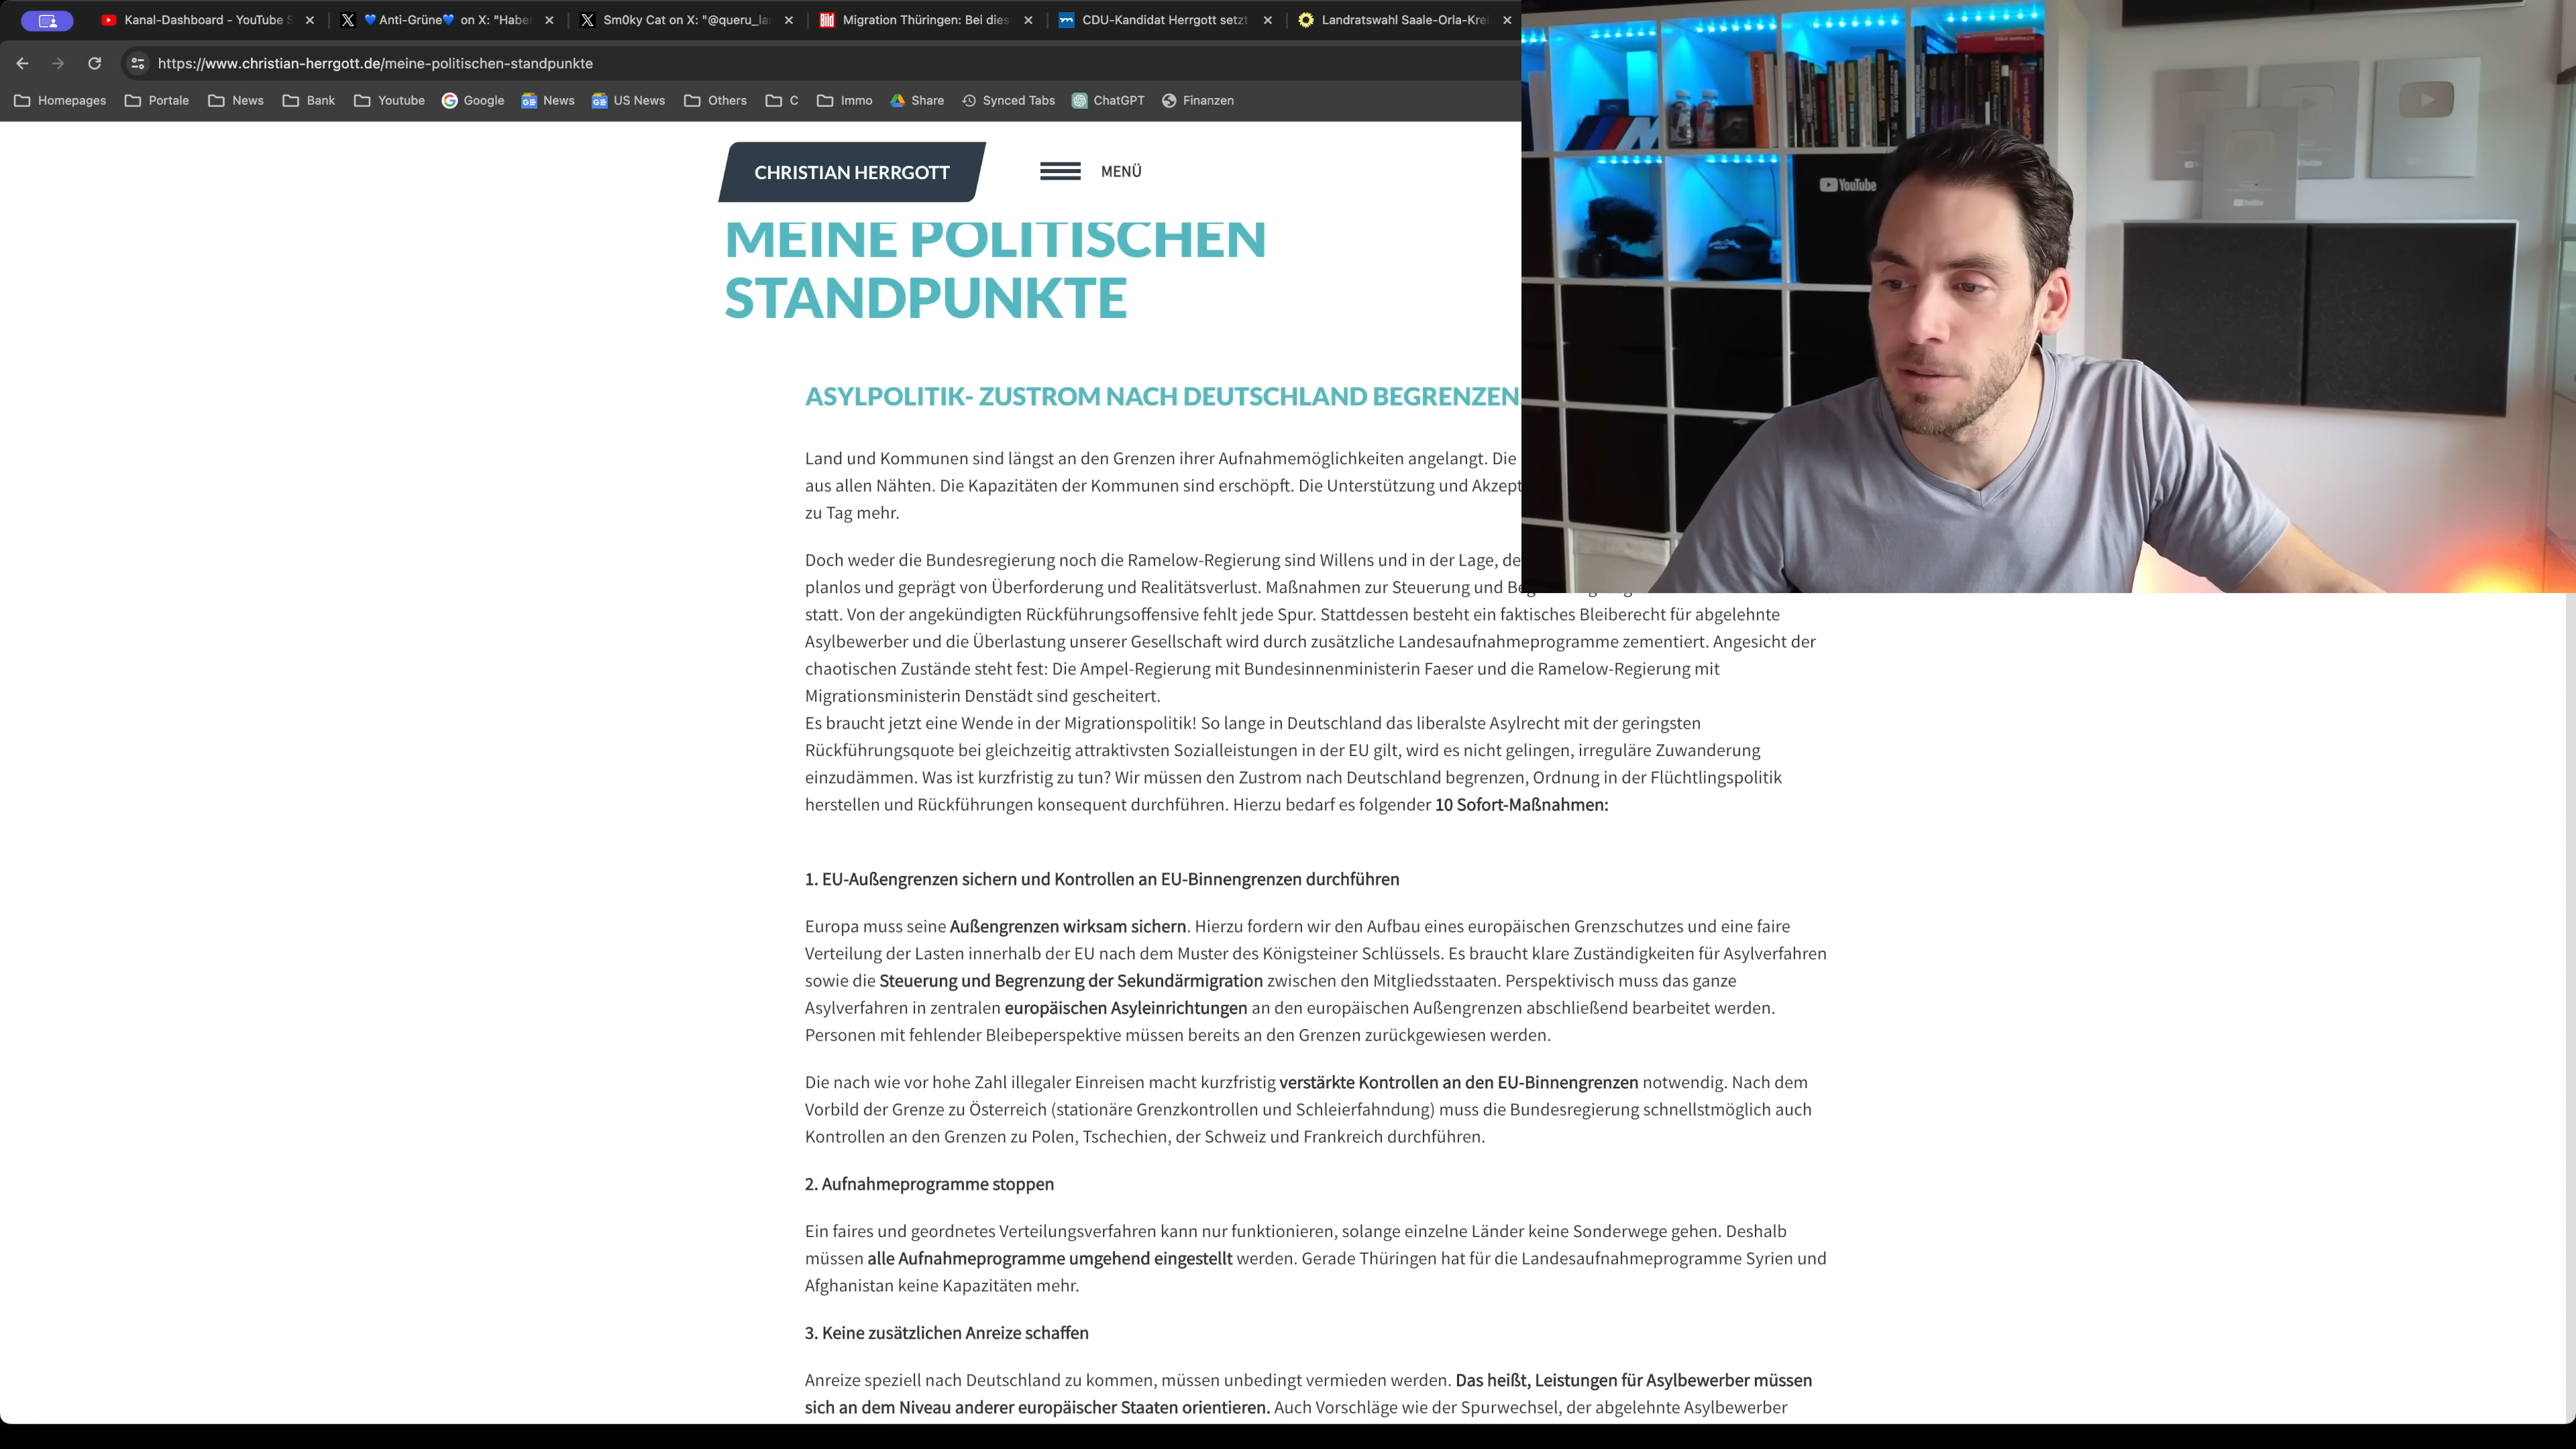 Kanal-Dashboard - YouTube S
💙 Anti-Grüne💙 on X: "Habe
Sm0ky Cat on X: "@queru_la
Migration Thüringen: Bei dies
CDU-Kandidat Herrgott setzt
Landratswahl Saale-Orla-Krei
https://www.christian-herrgott.de/meine-politischen-standpunkte
Homepages
Portale
News
Bank
Youtube
Google
News
US News
Others
C
Immo
Share
Synced Tabs
ChatGPT
Finanzen
CHRISTIAN HERRGOTT
MENÜ
YouTube
MEINE POLITISCHEN
STANDPUNKTE
ASYLPOLITIK- ZUSTROM NACH DEUTSCHLAND BEGRENZEN
Land und Kommunen sind längst an den Grenzen ihrer Aufnahmemöglichkeiten angelangt. Die
aus allen Nähten. Die Kapazitäten der Kommunen sind erschöpft. Die Unterstützung und Akzept
zu Tag mehr.
Doch weder die Bundesregierung noch die Ramelow-Regierung sind Willens und in der Lage, de
planlos und geprägt von Überforderung und Realitätsverlust. Maßnahmen zur Steuerung und Be
statt. Von der angekündigten Rückführungsoffensive fehlt jede Spur. Stattdessen besteht ein faktisches Bleiberecht für abgelehnte
Asylbewerber und die Überlastung unserer Gesellschaft wird durch zusätzliche Landesaufnahmeprogramme zementiert. Angesicht der
chaotischen Zustände steht fest: Die Ampel-Regierung mit Bundesinnenministerin Faeser und die Ramelow-Regierung mit
Migrationsministerin Denstädt sind gescheitert.
Es braucht jetzt eine Wende in der Migrationspolitik! So lange in Deutschland das liberalste Asylrecht mit der geringsten
Rückführungsquote bei gleichzeitig attraktivsten Sozialleistungen in der EU gilt, wird es nicht gelingen, irreguläre Zuwanderung
einzudämmen. Was ist kurzfristig zu tun? Wir müssen den Zustrom nach Deutschland begrenzen, Ordnung in der Flüchtlingspolitik
herstellen und Rückführungen konsequent durchführen. Hierzu bedarf es folgender 10 Sofort-Maßnahmen:
1. EU-Außengrenzen sichern und Kontrollen an EU-Binnengrenzen durchführen
Europa muss seine Außengrenzen wirksam sichern. Hierzu fordern wir den Aufbau eines europäischen Grenzschutzes und eine faire
Verteilung der Lasten innerhalb der EU nach dem Muster des Königsteiner Schlüssels. Es braucht klare Zuständigkeiten für Asylverfahren
sowie die Steuerung und Begrenzung der Sekundärmigration zwischen den Mitgliedsstaaten. Perspektivisch muss das ganze
Asylverfahren in zentralen europäischen Asyleinrichtungen an den europäischen Außengrenzen abschließend bearbeitet werden.
Personen mit fehlender Bleibeperspektive müssen bereits an den Grenzen zurückgewiesen werden.
Die nach wie vor hohe Zahl illegaler Einreisen macht kurzfristig verstärkte Kontrollen an den EU-Binnengrenzen notwendig. Nach dem
Vorbild der Grenze zu Österreich (stationäre Grenzkontrollen und Schleierfahndung) muss die Bundesregierung schnellstmöglich auch
Kontrollen an den Grenzen zu Polen, Tschechien, der Schweiz und Frankreich durchführen.
2. Aufnahmeprogramme stoppen
Ein faires und geordnetes Verteilungsverfahren kann nur funktionieren, solange einzelne Länder keine Sonderwege gehen. Deshalb
müssen alle Aufnahmeprogramme umgehend eingestellt werden. Gerade Thüringen hat für die Landesaufnahmeprogramme Syrien und
Afghanistan keine Kapazitäten mehr.
3. Keine zusätzlichen Anreize schaffen
Anreize speziell nach Deutschland zu kommen, müssen unbedingt vermieden werden. Das heißt, Leistungen für Asylbewerber müssen
sich an dem Niveau anderer europäischer Staaten orientieren. Auch Vorschläge wie der Spurwechsel, der abgelehnte Asylbewerber